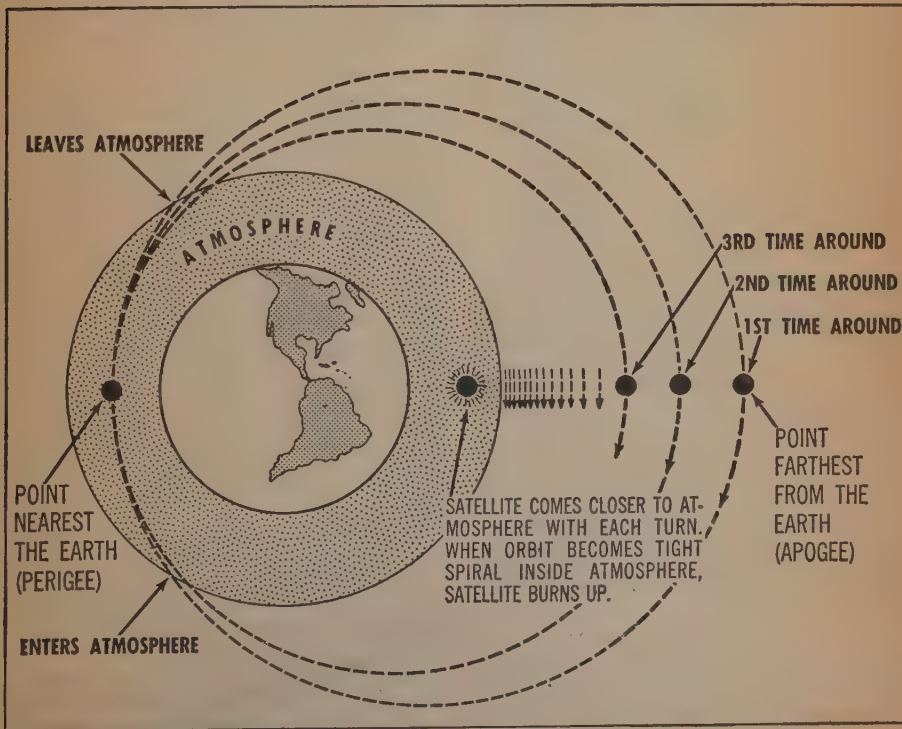 LEAVES ATMOSPHERE
ATMOSPHERE
3RD TIME AROUND
2ND TIME AROUND
1ST TIME AROUND
POINT
NEAREST
THE EARTH
(PERIGEE)
SATELLITE COMES CLOSER TO AT-
MOSPHERE WITH EACH TURN.
WHEN ORBIT BECOMES TIGHT
SPIRAL INSIDE ATMOSPHERE,
SATELLITE BURNS UP.
POINT
FARTHEST
FROM THE
EARTH
(APOGEE)
ENTERS ATMOSPHERE